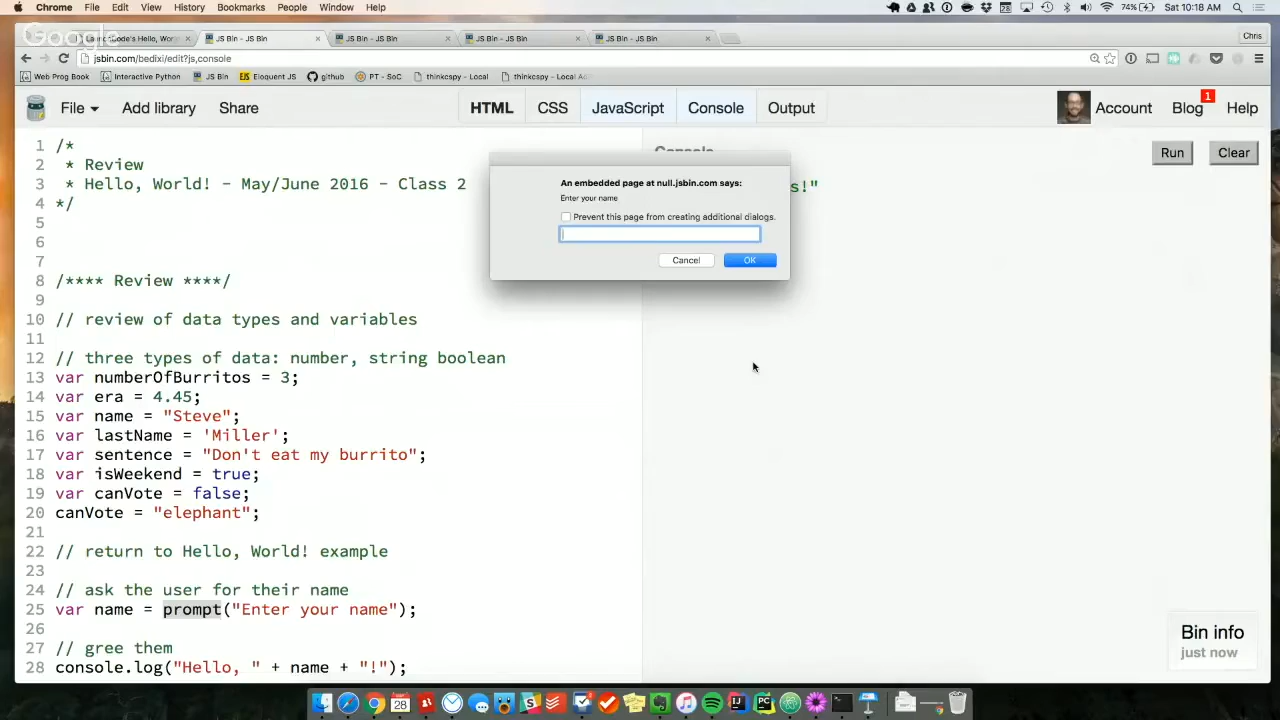 Chrome File Edit View History Bookmarks People Window Help
74% Sat 10:18 AM
Google
Code's Hello, Wor
JS Bin - JS Bin
JS Bin - JS Bin
JS Bin - JS Bin
JS Bin - JS Bin
Chris
jsbin.com/bedixi/edit?js,console
Web Prog Book
Interactive Python
JS Bin
EJS Eloquent JS
github
PT - SoC
thinkcspy - Local
thinkcspy - Local
File Add library Share
HTML CSS JavaScript Console Output
Account Blog 1 Help
Console
Run Clear
s!"
An embedded page at null.jsbin.com says:
Enter your name
Prevent this page from creating additional dialogs.
Cancel OK
1 /*
2 * Review
3 * Hello, World! - May/June 2016 - Class 2
4 */
5
6
7
8 /**** Review ****/
9
10 // review of data types and variables
11
12 // three types of data: number, string boolean
13 var numberOfBurritos = 3;
14 var era = 4.45;
15 var name = "Steve";
16 var lastName = 'Miller';
17 var sentence = "Don't eat my burrito";
18 var isWeekend = true;
19 var canVote = false;
20 canVote = "elephant";
21
22 // return to Hello, World! example
23
24 // ask the user for their name
25 var name = prompt("Enter your name");
26
27 // gree them
28 console.log("Hello, " + name + "!");
Bin info
just now
28
PC